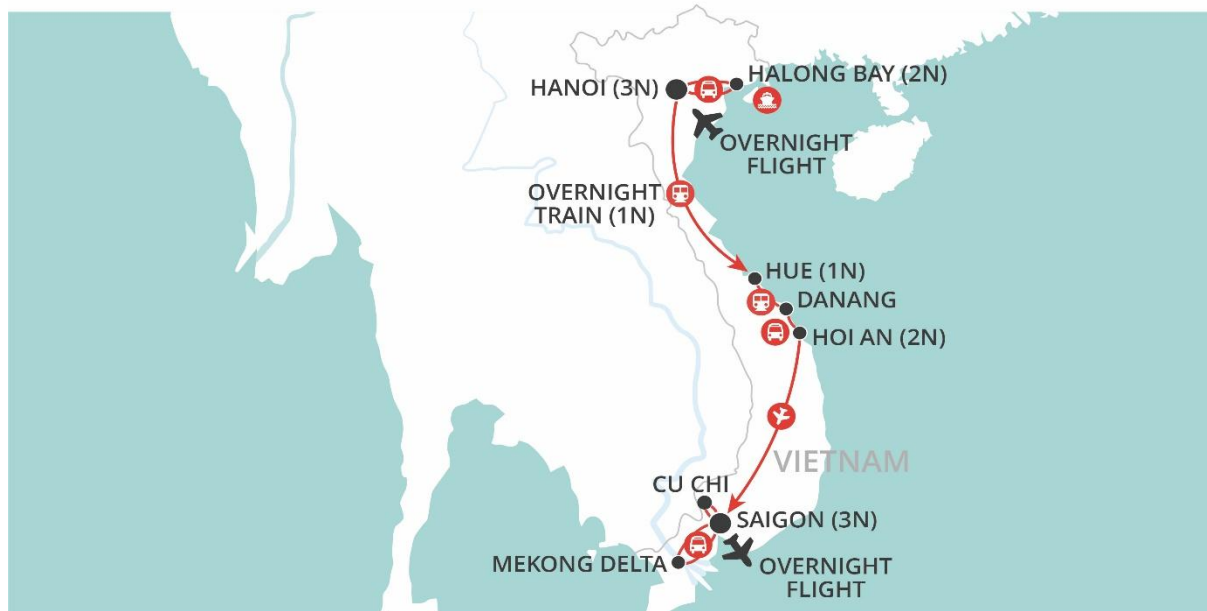 HANOI (3N)
HALONG BAY (2N)
OVERNIGHT
FLIGHT
OVERNIGHT
TRAIN (1N)
HUE (1N)
DANANG
HOI AN (2N)
VIETNAM
CU CHI
SAIGON (3N)
MEKONG DELTA
OVERNIGHT
FLIGHT